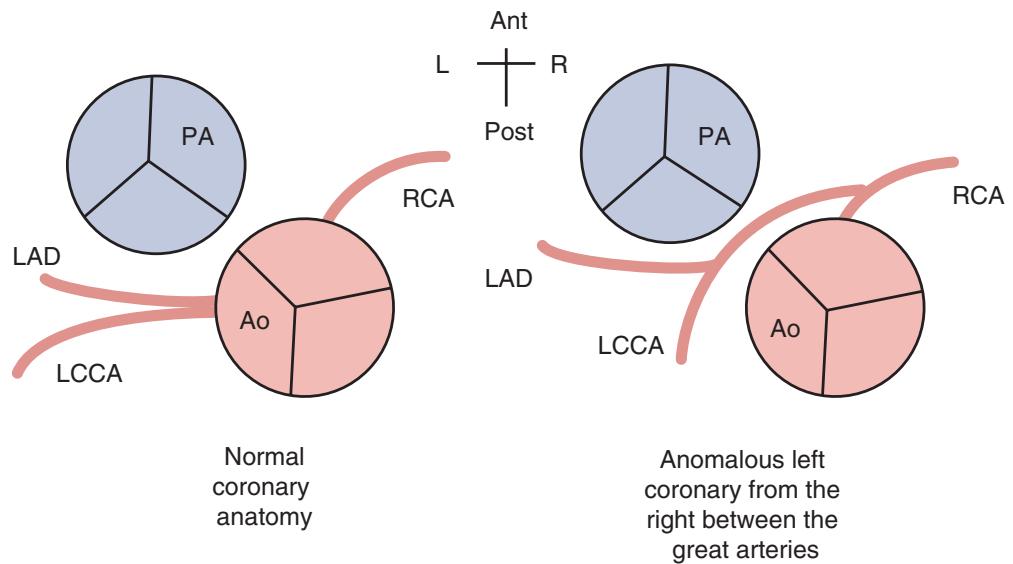 Ant
L
R
Post
PA
Ao
RCA
LAD
LCCA
Normal
coronary
anatomy
PA
Ao
RCA
LAD
LCCA
Anomalous left
coronary from the
right between the
great arteries